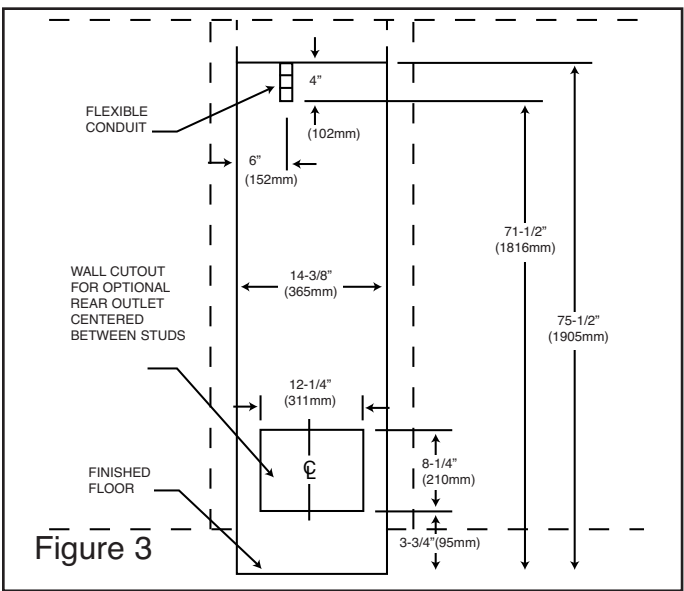 4”
FLEXIBLE
CONDUIT
(102mm)
6”
(152mm)
71-1/2”
(1816mm)
WALL CUTOUT
FOR OPTIONAL
REAR OUTLET
CENTERED
BETWEEN STUDS
14-3/8”
(365mm)
75-1/2”
(1905mm)
12-1/4”
(311mm)
8-1/4”
(210mm)
℄
FINISHED
FLOOR
3-3/4”(95mm)
Figure 3